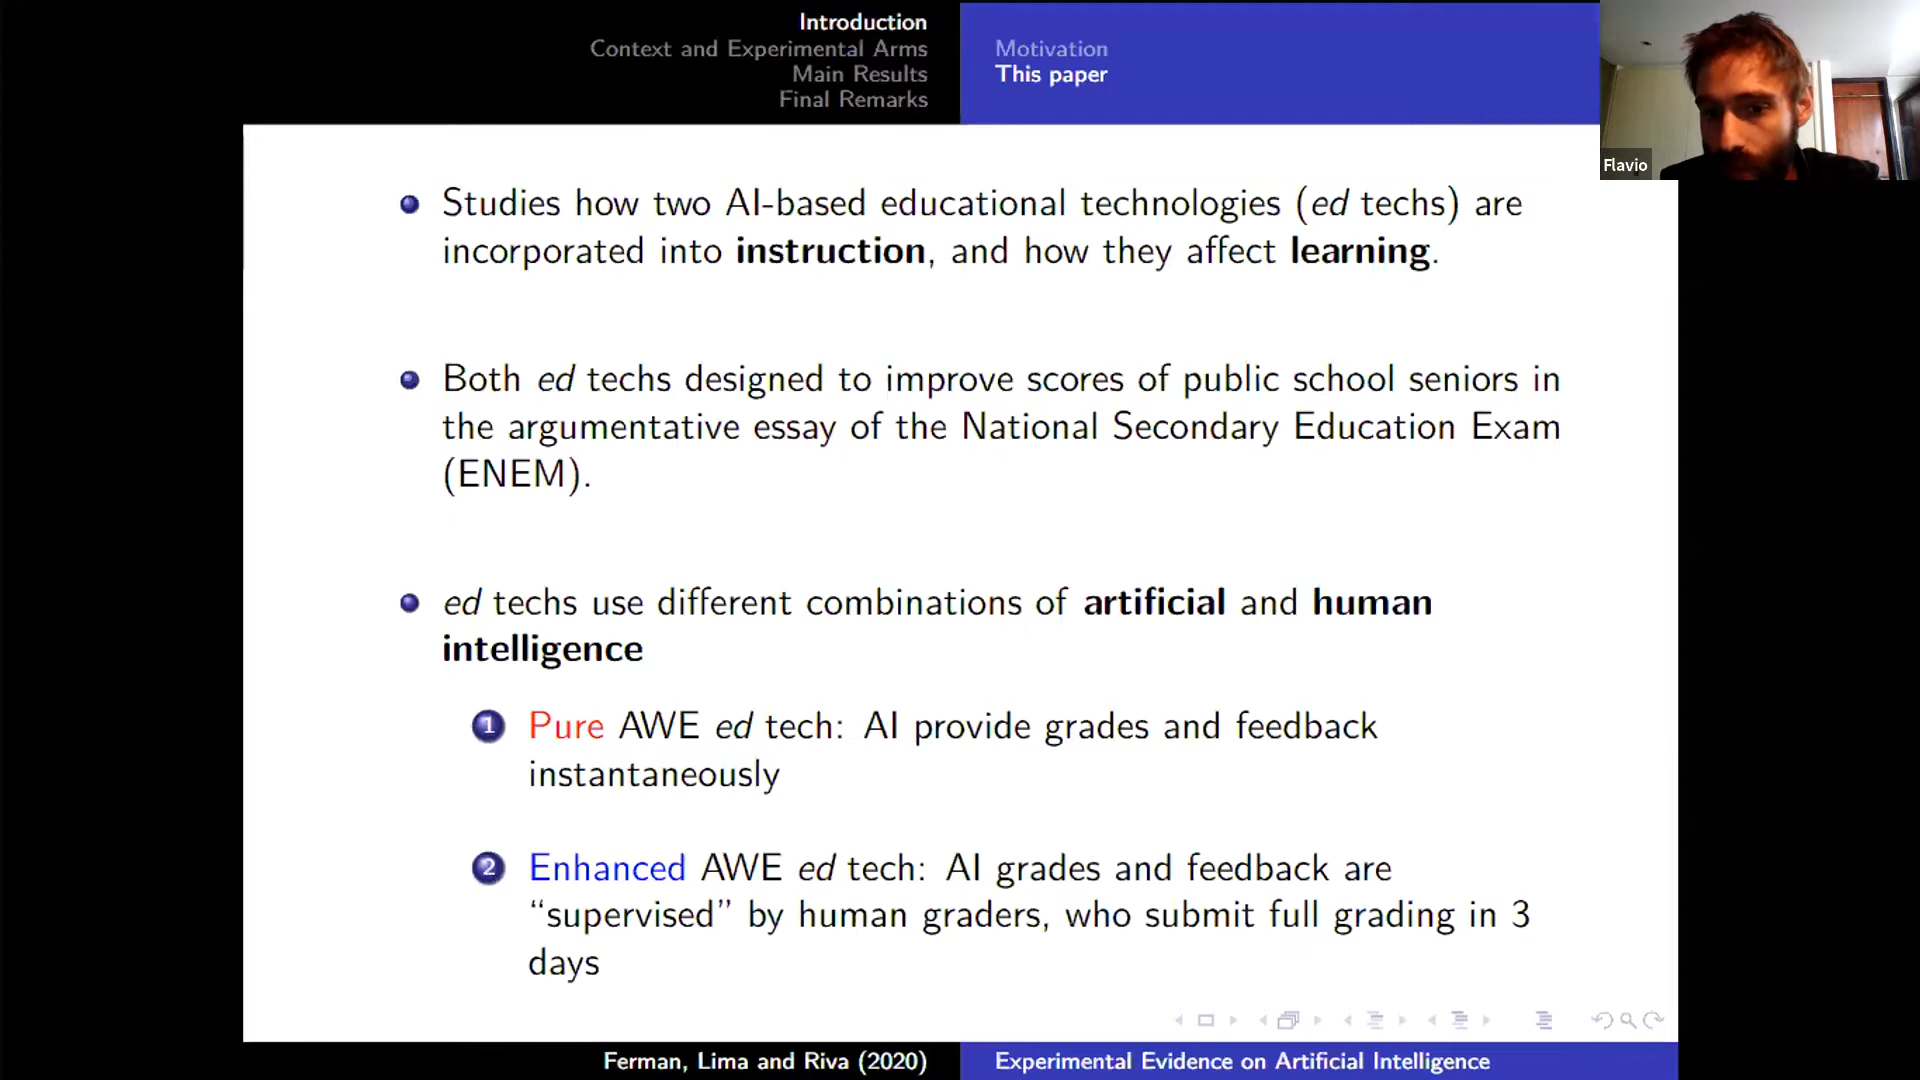 Introduction
Context and Experimental Arms
Main Results
Final Remarks
Motivation
This paper
Flavio
Studies how two AI-based educational technologies (ed techs) are
incorporated into instruction, and how they affect learning.
Both ed techs designed to improve scores of public school seniors in
the argumentative essay of the National Secondary Education Exam
(ENEM).
ed techs use different combinations of artificial and human
intelligence
1 Pure AWE ed tech: AI provide grades and feedback
instantaneously
2 Enhanced AWE ed tech: AI grades and feedback are
“supervised” by human graders, who submit full grading in 3
days
Ferman, Lima and Riva (2020)
Experimental Evidence on Artificial Intelligence